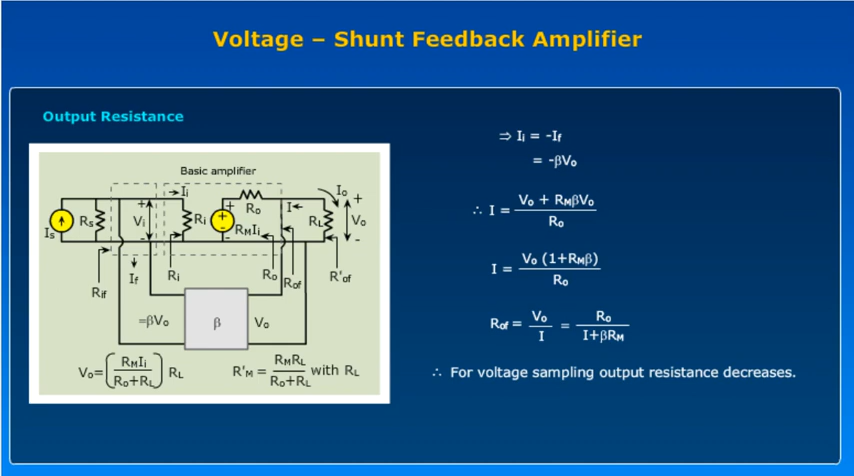 Voltage – Shunt Feedback Amplifier
Output Resistance
Basic amplifier
Ii
Io
+
+
+
I
+
Is
Rs
Vi
Ri
+
-
Ro
RMIi
RL
Vo
-
-
-
If
Ri
Ro
Rof
R'of
Rif
=βVo
β
Vo
Vo=(RMIi/Ro+RL) RL
R'M = RMRL/Ro+RL with RL
⇒ Ii = -If
= -βVo
∴ I = Vo + RMβVo/Ro
I = Vo (1+RMβ)/Ro
Rof = Vo/I = Ro/I+βRM
∴ For voltage sampling output resistance decreases.